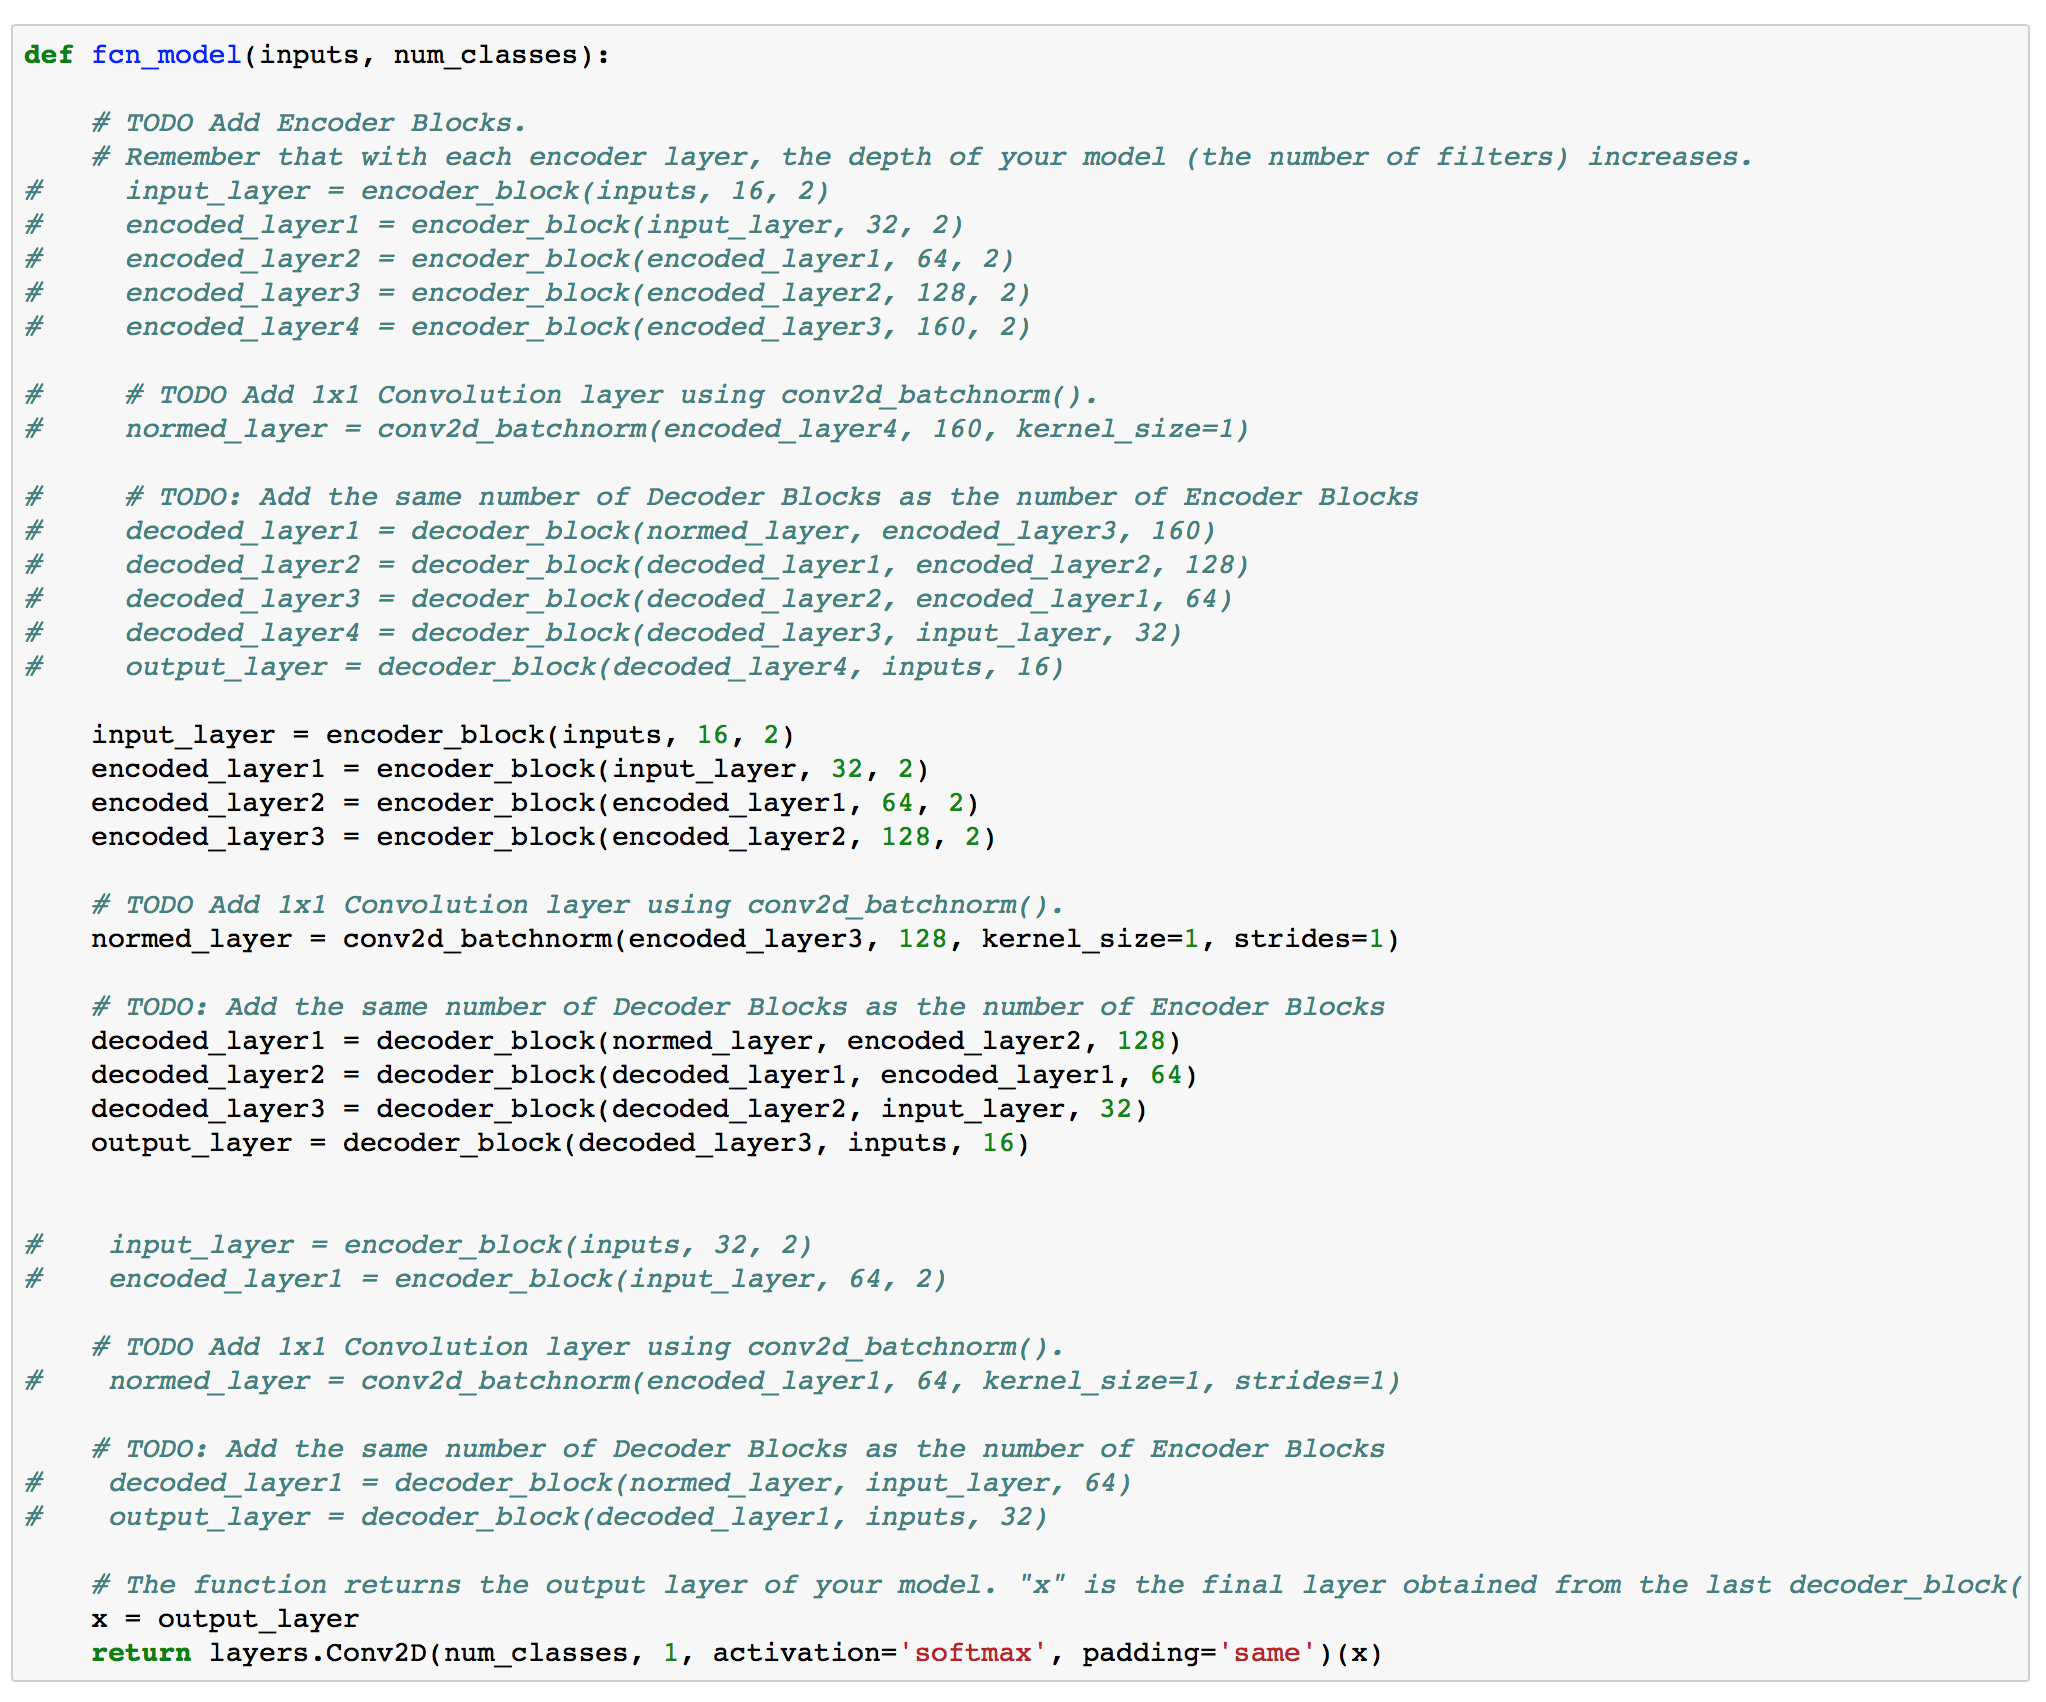 def fcn_model(inputs, num_classes):
    # TODO Add Encoder Blocks.
    # Remember that with each encoder layer, the depth of your model (the number of filters) increases.
#     input_layer = encoder_block(inputs, 16, 2)
#     encoded_layer1 = encoder_block(input_layer, 32, 2)
#     encoded_layer2 = encoder_block(encoded_layer1, 64, 2)
#     encoded_layer3 = encoder_block(encoded_layer2, 128, 2)
#     encoded_layer4 = encoder_block(encoded_layer3, 160, 2)
#     # TODO Add 1x1 Convolution layer using conv2d_batchnorm().
#     normed_layer = conv2d_batchnorm(encoded_layer4, 160, kernel_size=1)
#     # TODO: Add the same number of Decoder Blocks as the number of Encoder Blocks
#     decoded_layer1 = decoder_block(normed_layer, encoded_layer3, 160)
#     decoded_layer2 = decoder_block(decoded_layer1, encoded_layer2, 128)
#     decoded_layer3 = decoder_block(decoded_layer2, encoded_layer1, 64)
#     decoded_layer4 = decoder_block(decoded_layer3, input_layer, 32)
#     output_layer = decoder_block(decoded_layer4, inputs, 16)
    input_layer = encoder_block(inputs, 16, 2)
    encoded_layer1 = encoder_block(input_layer, 32, 2)
    encoded_layer2 = encoder_block(encoded_layer1, 64, 2)
    encoded_layer3 = encoder_block(encoded_layer2, 128, 2)
    # TODO Add 1x1 Convolution layer using conv2d_batchnorm().
    normed_layer = conv2d_batchnorm(encoded_layer3, 128, kernel_size=1, strides=1)
    # TODO: Add the same number of Decoder Blocks as the number of Encoder Blocks
    decoded_layer1 = decoder_block(normed_layer, encoded_layer2, 128)
    decoded_layer2 = decoder_block(decoded_layer1, encoded_layer1, 64)
    decoded_layer3 = decoder_block(decoded_layer2, input_layer, 32)
    output_layer = decoder_block(decoded_layer3, inputs, 16)
#    input_layer = encoder_block(inputs, 32, 2)
#    encoded_layer1 = encoder_block(input_layer, 64, 2)
    # TODO Add 1x1 Convolution layer using conv2d_batchnorm().
#    normed_layer = conv2d_batchnorm(encoded_layer1, 64, kernel_size=1, strides=1)
    # TODO: Add the same number of Decoder Blocks as the number of Encoder Blocks
#    decoded_layer1 = decoder_block(normed_layer, input_layer, 64)
#    output_layer = decoder_block(decoded_layer1, inputs, 32)
    # The function returns the output layer of your model. "x" is the final layer obtained from the last decoder_block(
    x = output_layer
    return layers.Conv2D(num_classes, 1, activation='softmax', padding='same')(x)